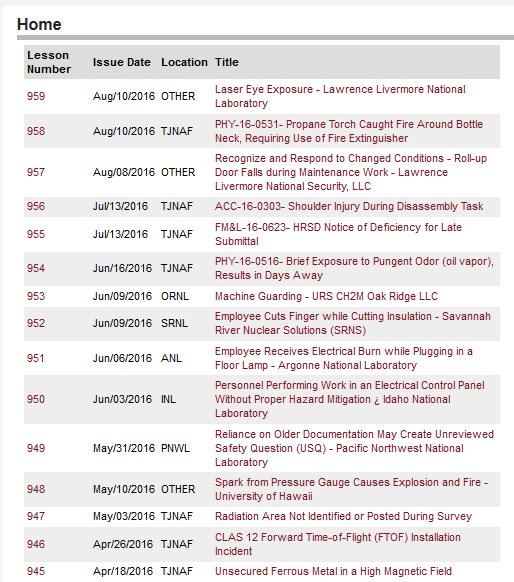 Home
Lesson Number Issue Date Location Title
959 Aug/10/2016 OTHER Laser Eye Exposure - Lawrence Livermore National
Laboratory
958 Aug/10/2016 TJNAF PHY-16-0531- Propane Torch Caught Fire Around Bottle
Neck, Requiring Use of Fire Extinguisher
957 Aug/08/2016 OTHER Recognize and Respond to Changed Conditions - Roll-up
Door Falls during Maintenance Work - Lawrence
Livermore National Security, LLC
956 Jul/13/2016 TJNAF ACC-16-0303- Shoulder Injury During Disassembly Task
955 Jul/13/2016 TJNAF FM&L-16-0623- HRSD Notice of Deficiency for Late
Submittal
954 Jun/16/2016 TJNAF PHY-16-0516- Brief Exposure to Pungent Odor (oil vapor),
Results in Days Away
953 Jun/09/2016 ORNL Machine Guarding - URS CH2M Oak Ridge LLC
952 Jun/09/2016 SRNL Employee Cuts Finger while Cutting Insulation - Savannah
River Nuclear Solutions (SRNS)
951 Jun/06/2016 ANL Employee Receives Electrical Burn while Plugging in a
Floor Lamp - Argonne National Laboratory
950 Jun/03/2016 INL Personnel Performing Work in an Electrical Control Panel
Without Proper Hazard Mitigation ¿ Idaho National
Laboratory
949 May/31/2016 PNWL Reliance on Older Documentation May Create Unreviewed
Safety Question (USQ) - Pacific Northwest National
Laboratory
948 May/10/2016 OTHER Spark from Pressure Gauge Causes Explosion and Fire -
University of Hawaii
947 May/03/2016 TJNAF Radiation Area Not Identified or Posted During Survey
946 Apr/26/2016 TJNAF CLAS 12 Forward Time-of-Flight (FTOF) Installation
Incident
945 Apr/18/2016 TJNAF Unsecured Ferrous Metal in a High Magnetic Field